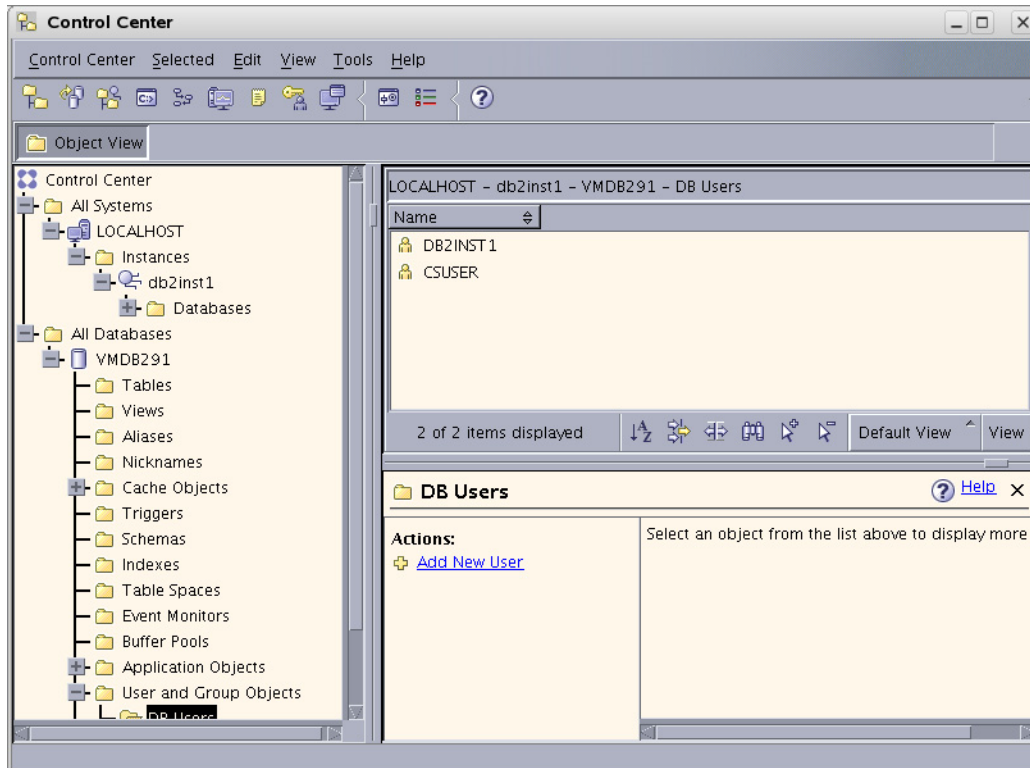 Control Center
Control Center Selected Edit View Tools Help
Object View
Control Center
All Systems
LOCALHOST
Instances
db2inst1
Databases
All Databases
VMDB291
Tables
Views
Aliases
Nicknames
Cache Objects
Triggers
Schemas
Indexes
Table Spaces
Event Monitors
Buffer Pools
Application Objects
User and Group Objects
DB Users
LOCALHOST – db2inst1 – VMDB291 – DB Users
Name
DB2INST1
CSUSER
2 of 2 items displayed
Default View
View
DB Users
Help
Actions:
Add New User
Select an object from the list above to display more